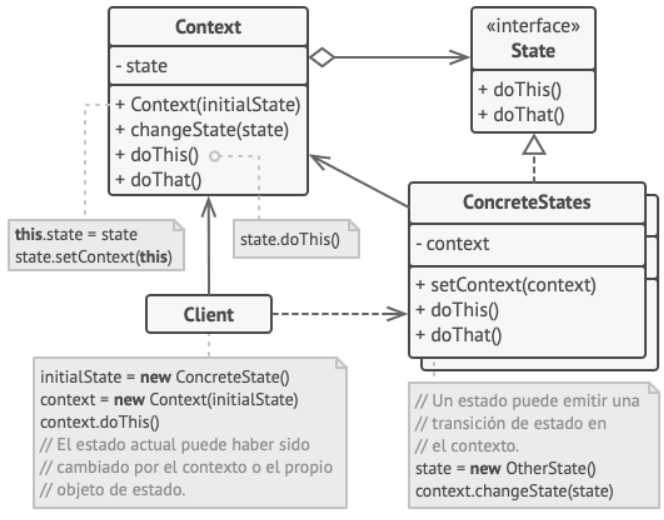 Context
- state
+ Context(initialState)
+ changeState(state)
+ doThis()
+ doThat()
«interface»
State
+ doThis()
+ doThat()
this.state = state
state.setContext(this)
state.doThis()
ConcreteStates
- context
+ setContext(context)
+ doThis()
+ doThat()
Client
initialState = new ConcreteState()
context = new Context(initialState)
context.doThis()
// El estado actual puede haber sido
// cambiado por el contexto o el propio
// objeto de estado.
// Un estado puede emitir una
// transición de estado en
// el contexto.
state = new OtherState()
context.changeState(state)